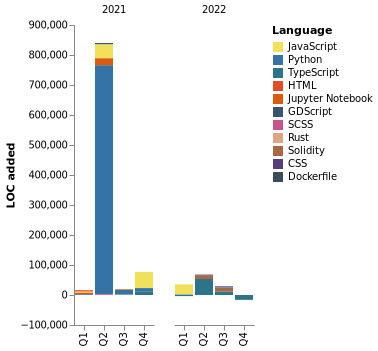 2021
2022
900,000
800,000
700,000
600,000
500,000
400,000
300,000
200,000
100,000
0
−100,000
LOC added
Q1
Q2
Q3
Q4
Q1
Q2
Q3
Q4
Language
JavaScript
Python
TypeScript
HTML
Jupyter Notebook
GDScript
SCSS
Rust
Solidity
CSS
Dockerfile